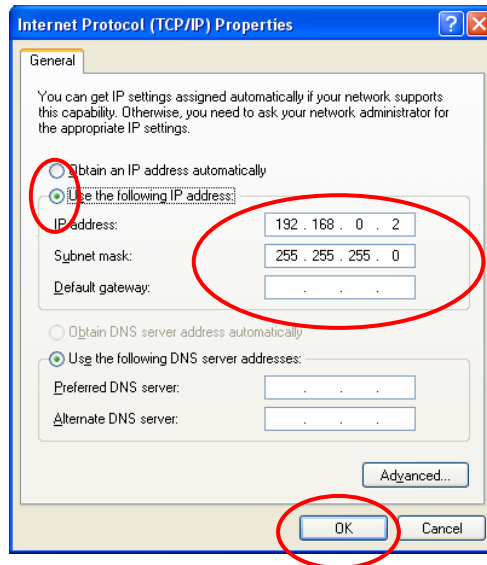 Internet Protocol (TCP/IP) Properties
General
You can get IP settings assigned automatically if your network supports
this capability. Otherwise, you need to ask your network administrator for
the appropriate IP settings.
Obtain an IP address automatically
Use the following IP address:
IP address: 192 . 168 . 0 . 2
Subnet mask: 255 . 255 . 255 . 0
Default gateway: . . .
Obtain DNS server address automatically
Use the following DNS server addresses:
Preferred DNS server: . . .
Alternate DNS server: . . .
Advanced...
OK Cancel